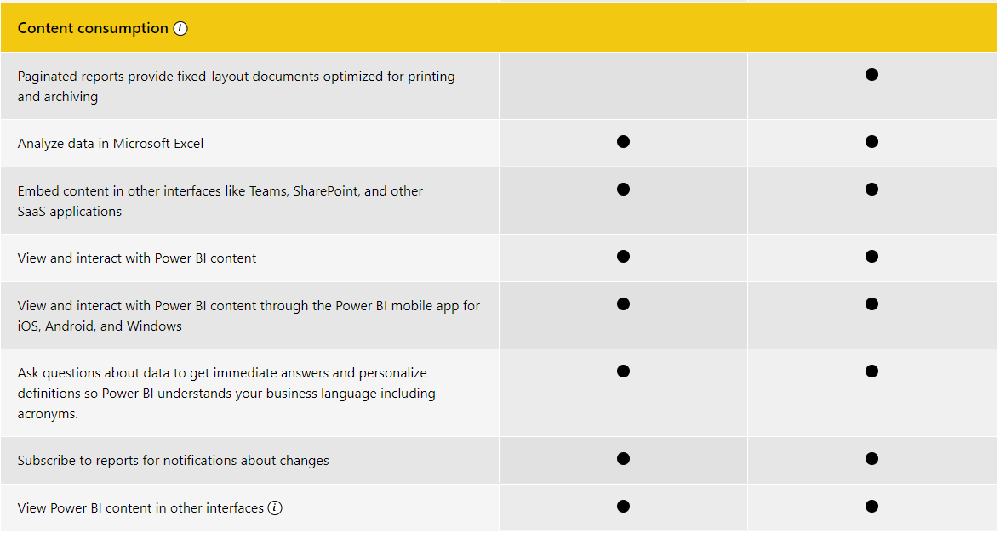 Content consumption
Paginated reports provide fixed-layout documents optimized for printing
and archiving
Analyze data in Microsoft Excel
Embed content in other interfaces like Teams, SharePoint, and other
SaaS applications
View and interact with Power BI content
View and interact with Power BI content through the Power BI mobile app for
iOS, Android, and Windows
Ask questions about data to get immediate answers and personalize
definitions so Power BI understands your business language including
acronyms.
Subscribe to reports for notifications about changes
View Power BI content in other interfaces